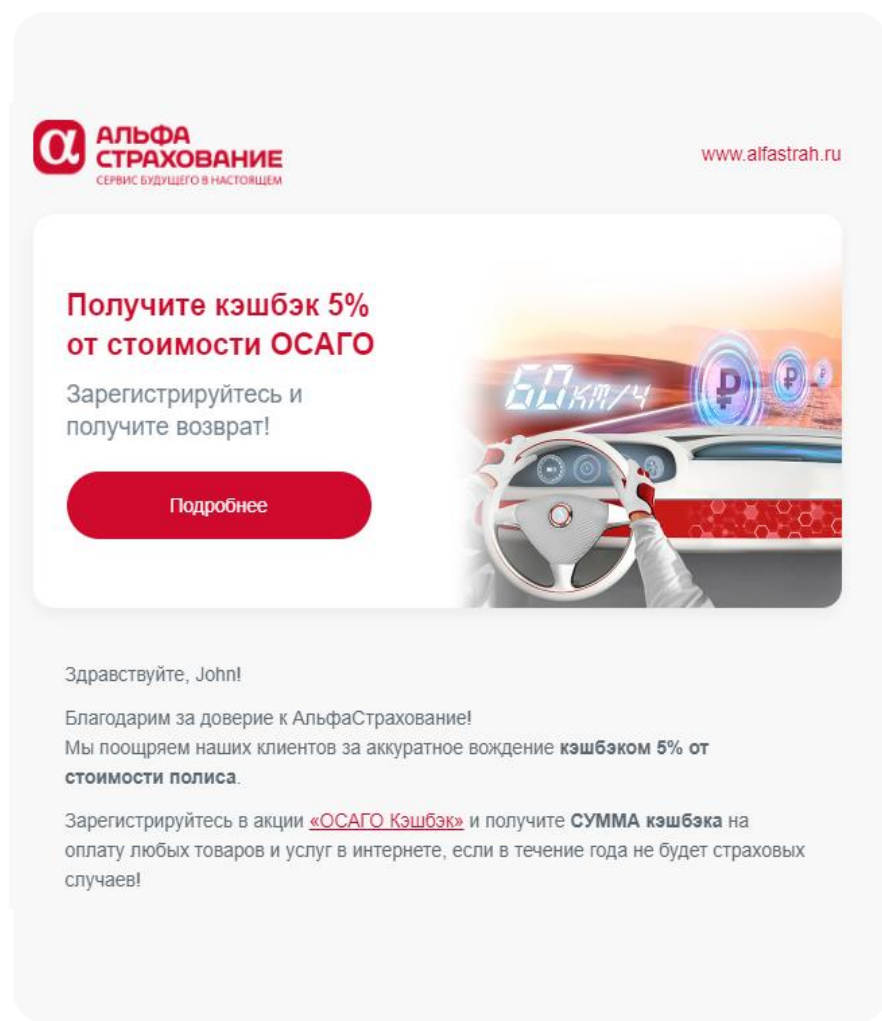 α АЛЬФА
СТРАХОВАНИЕ
СЕРВИС БУДУЩЕГО В НАСТОЯЩЕМ
www.alfastrah.ru
Получите кэшбэк 5%
от стоимости ОСАГО
Зарегистрируйтесь и
получите возврат!
Подробнее
60 км/ч
₽ ₽ ₽
Здравствуйте, John!
Благодарим за доверие к АльфаСтрахование!
Мы поощряем наших клиентов за аккуратное вождение кэшбэком 5% от
стоимости полиса.
Зарегистрируйтесь в акции «ОСАГО Кэшбэк» и получите СУММА кэшбэка на
оплату любых товаров и услуг в интернете, если в течение года не будет страховых
случаев!